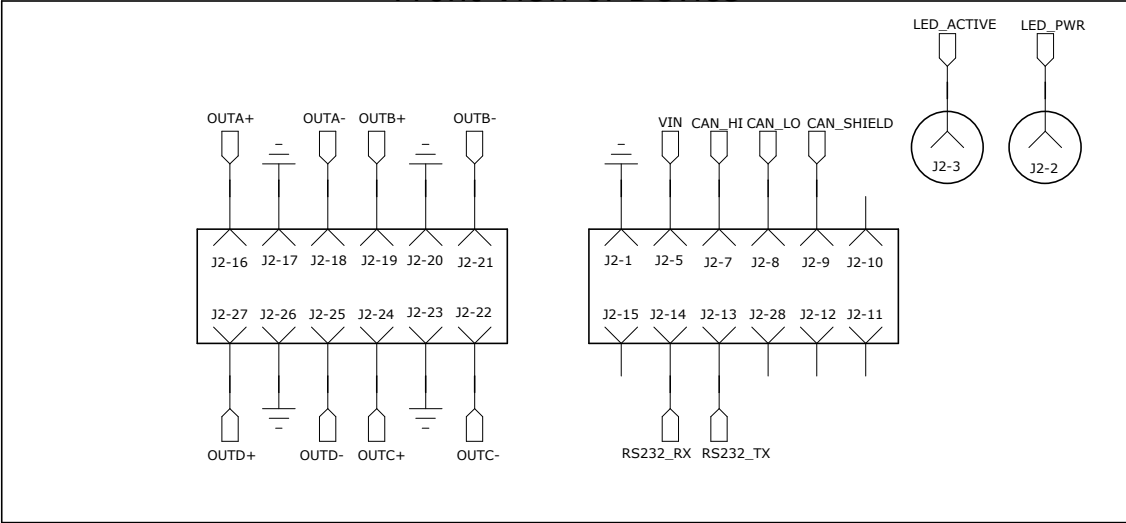 LED_ACTIVE LED_PWR
OUTA+ OUTA- OUTB+ OUTB- VIN CAN_HI CAN_LO CAN_SHIELD
J2-3 J2-2
J2-16 J2-17 J2-18 J2-19 J2-20 J2-21 J2-1 J2-5 J2-7 J2-8 J2-9 J2-10
J2-27 J2-26 J2-25 J2-24 J2-23 J2-22 J2-15 J2-14 J2-13 J2-28 J2-12 J2-11
OUTD+ OUTD- OUTC+ OUTC- RS232_RX RS232_TX